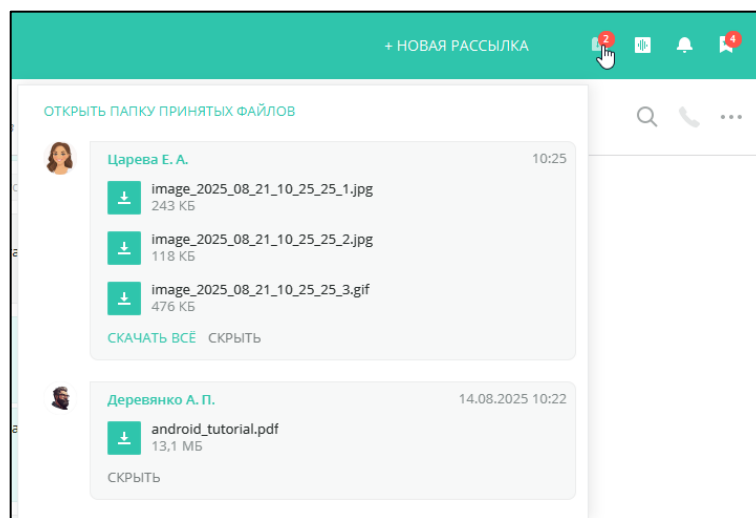 + НОВАЯ РАССЫЛКА
2
4
ОТКРЫТЬ ПАПКУ ПРИНЯТЫХ ФАЙЛОВ
Царева Е. А. 10:25
image_2025_08_21_10_25_25_1.jpg
243 КБ
image_2025_08_21_10_25_25_2.jpg
118 КБ
image_2025_08_21_10_25_25_3.gif
476 КБ
СКАЧАТЬ ВСЁ СКРЫТЬ
Деревянко А. П. 14.08.2025 10:22
android_tutorial.pdf
13,1 МБ
СКРЫТЬ